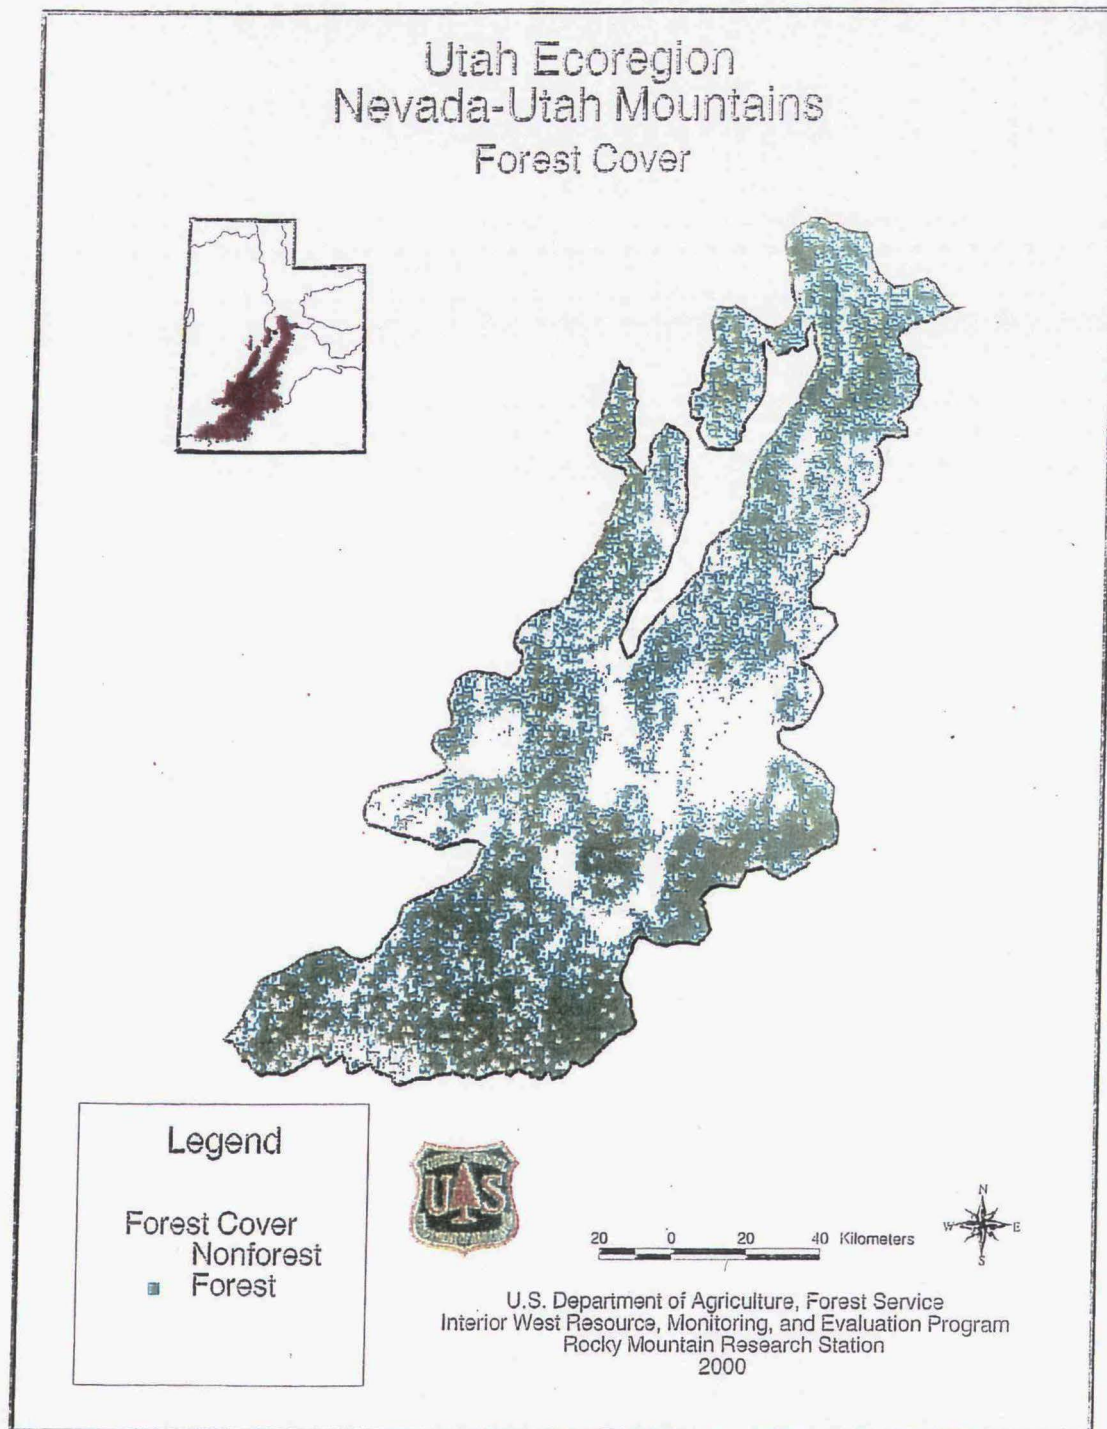 Utah Ecoregion
Nevada-Utah Mountains
Forest Cover
Legend
Forest Cover
Nonforest
Forest
U S
20 0 20 40 Kilometers
N
W E
S
U.S. Department of Agriculture, Forest Service
Interior West Resource, Monitoring, and Evaluation Program
Rocky Mountain Research Station
2000